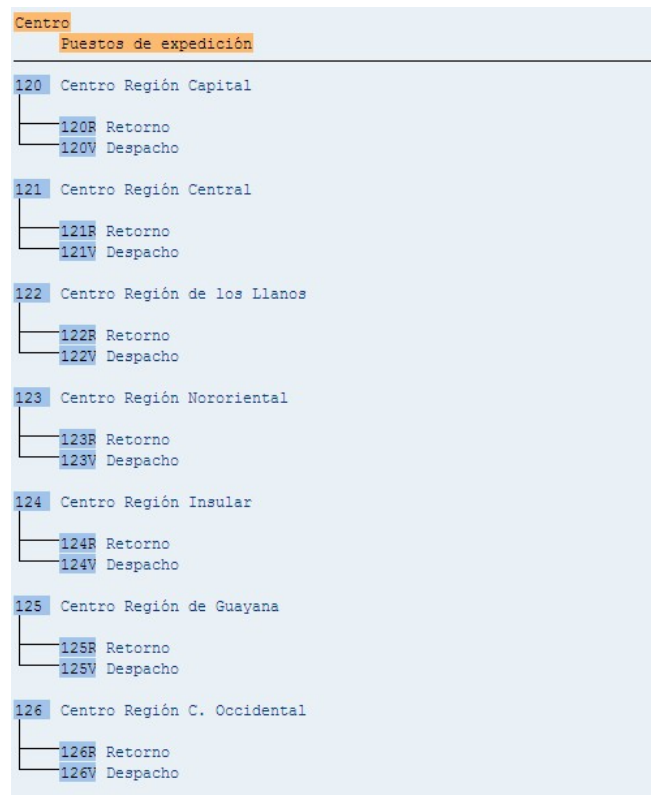 Centro
Puestos de expedición
120 Centro Región Capital
120R Retorno
120V Despacho
121 Centro Región Central
121R Retorno
121V Despacho
122 Centro Región de los Llanos
122R Retorno
122V Despacho
123 Centro Región Nororiental
123R Retorno
123V Despacho
124 Centro Región Insular
124R Retorno
124V Despacho
125 Centro Región de Guayana
125R Retorno
125V Despacho
126 Centro Región C. Occidental
126R Retorno
126V Despacho